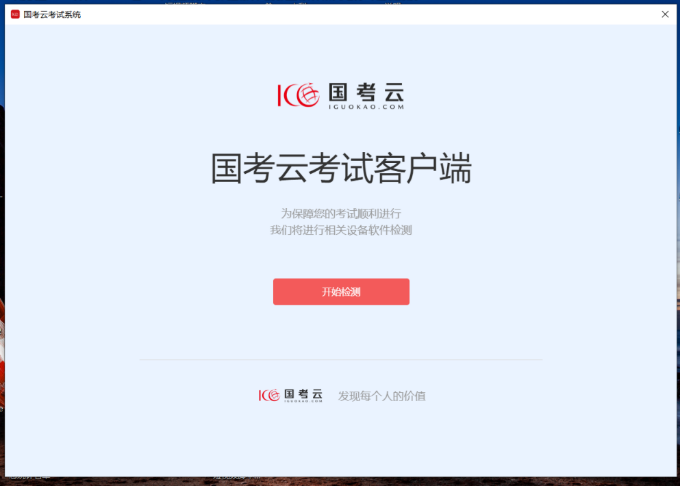 国考云考试系统
国考云
IGUOKAO.COM
国考云考试客户端
为保障您的考试顺利进行
我们将进行相关设备软件检测
开始检测
国考云
IGUOKAO.COM
发现每个人的价值